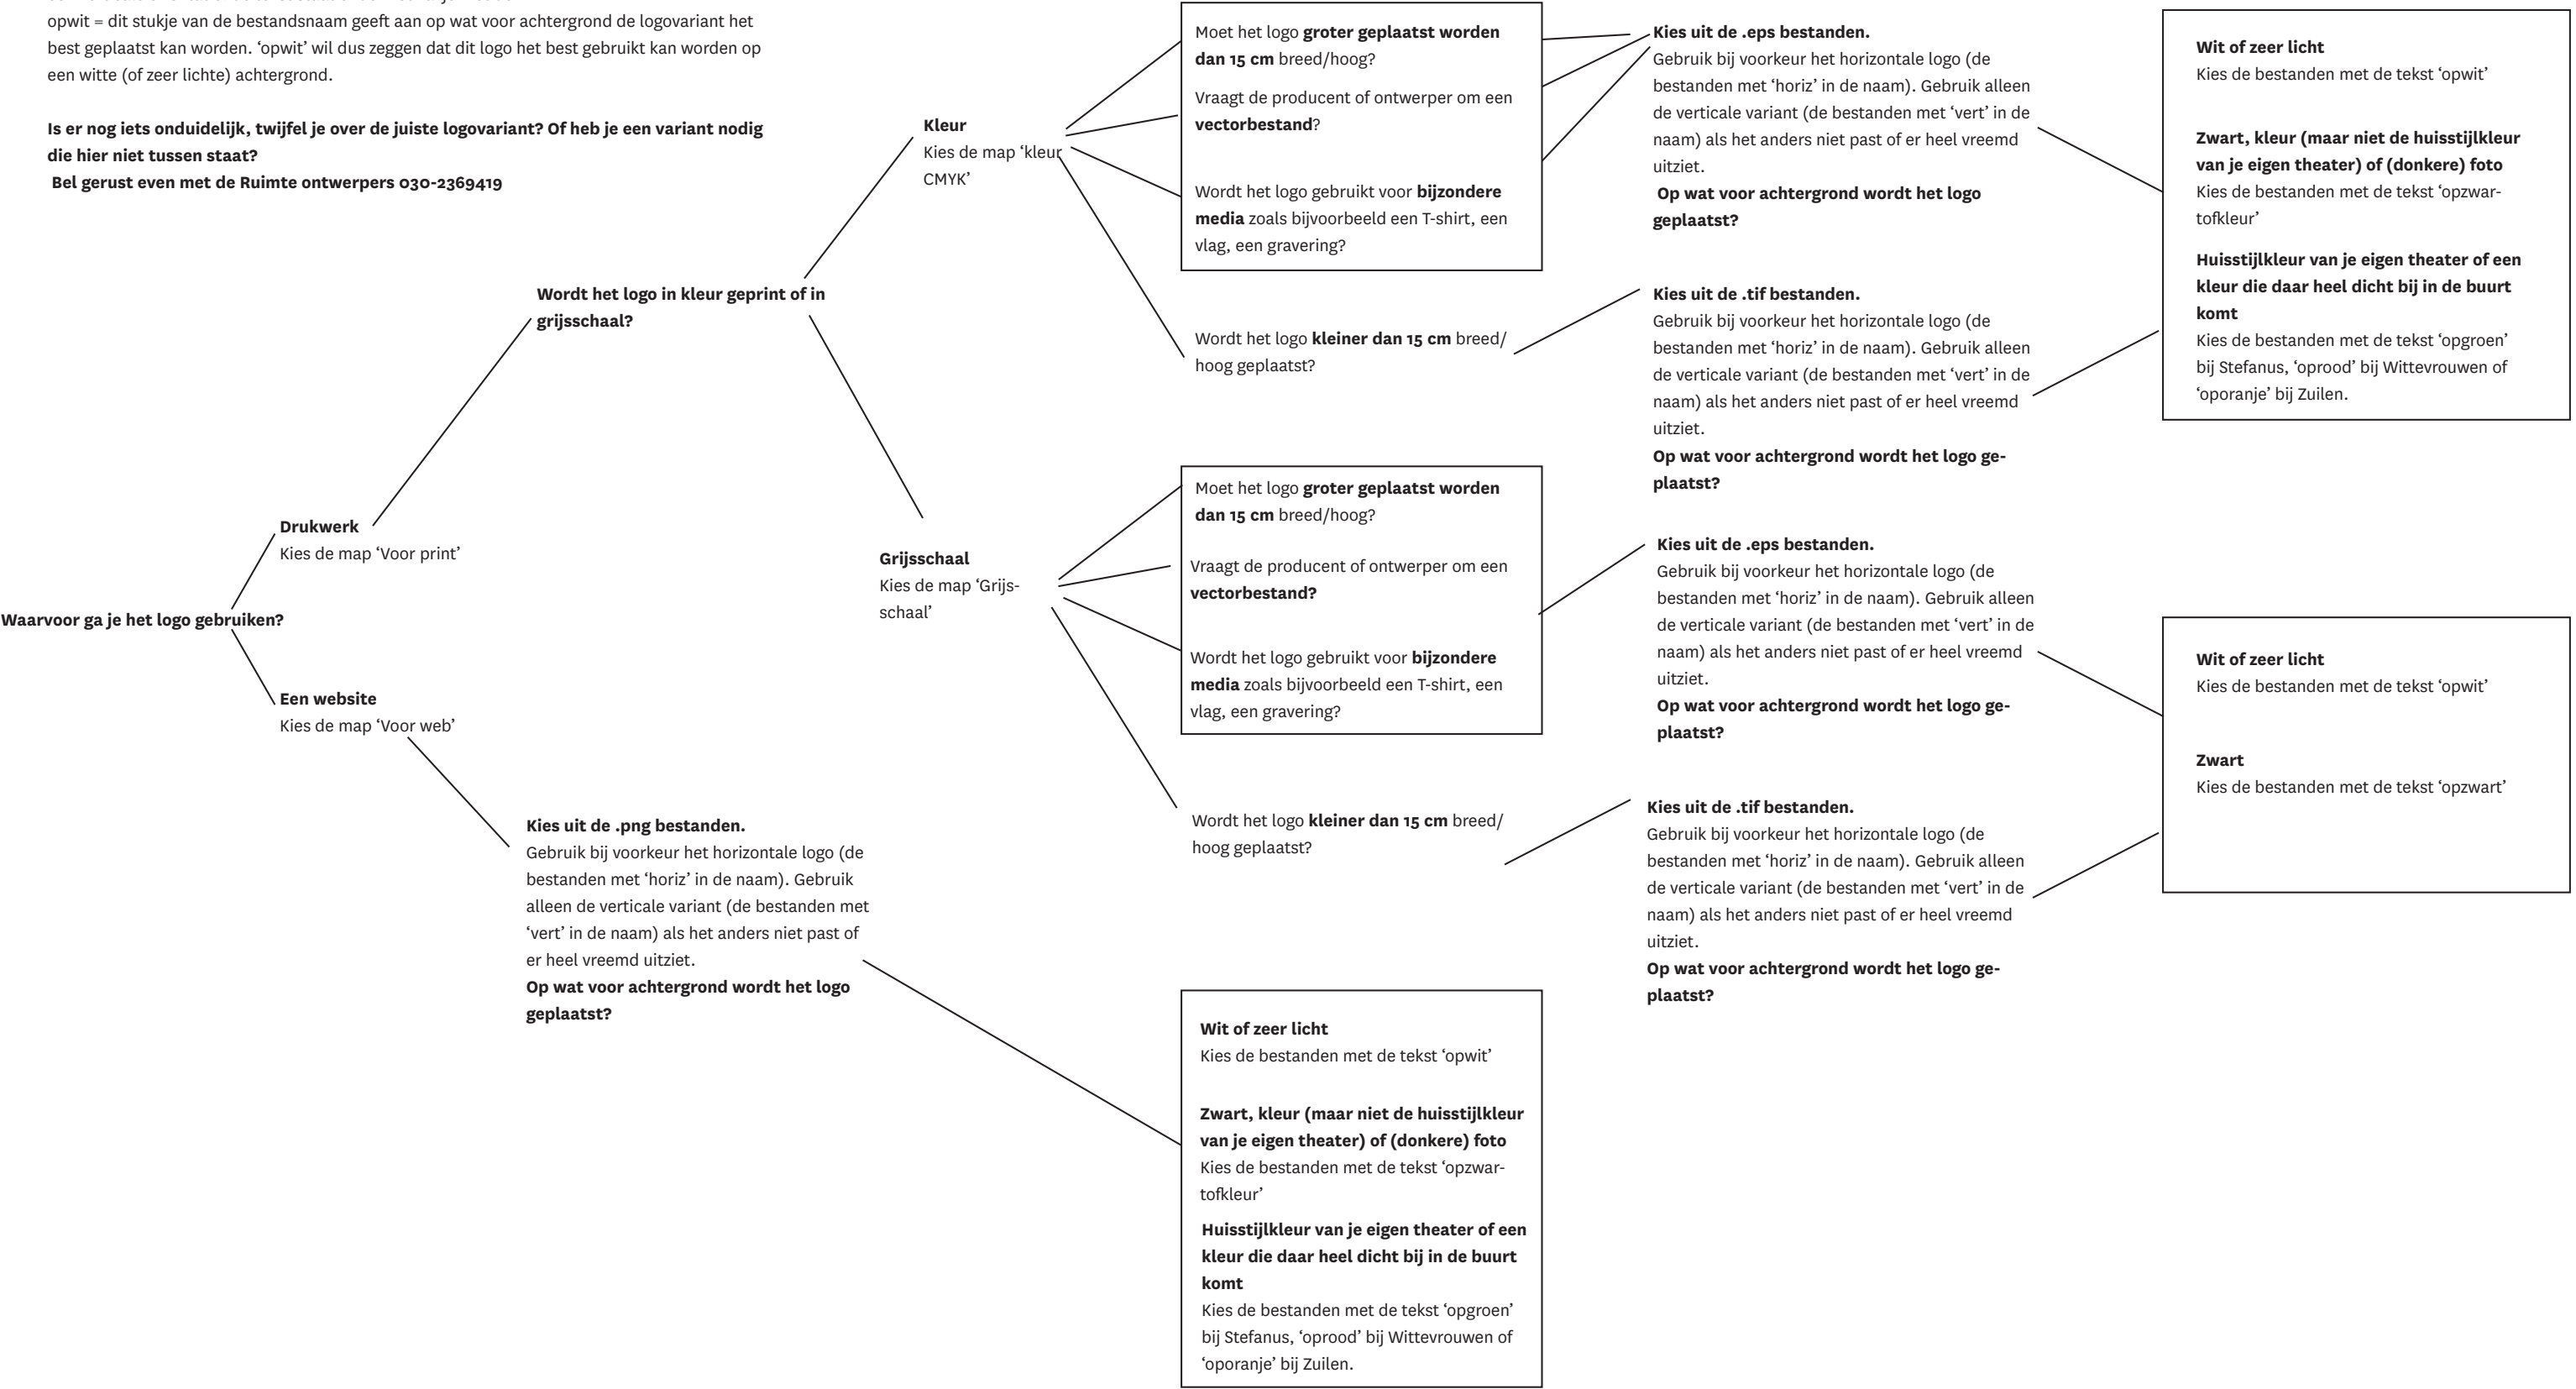 opwit = dit stukje van de bestandsnaam geeft aan op wat voor achtergrond de logovariant het
best geplaatst kan worden. ‘opwit’ wil dus zeggen dat dit logo het best gebruikt kan worden op
een witte (of zeer lichte) achtergrond.
Is er nog iets onduidelijk, twijfel je over de juiste logovariant? Of heb je een variant nodig
die hier niet tussen staat?
Bel gerust even met de Ruimte ontwerpers 030-2369419
Waarvoor ga je het logo gebruiken?
Drukwerk
Kies de map ‘Voor print’
Een website
Kies de map ‘Voor web’
Wordt het logo in kleur geprint of in
grijsschaal?
Kleur
Kies de map ‘kleur
CMYK’
Moet het logo groter geplaatst worden
dan 15 cm breed/hoog?
Vraagt de producent of ontwerper om een
vectorbestand?
Wordt het logo gebruikt voor bijzondere
media zoals bijvoorbeeld een T-shirt, een
vlag, een gravering?
Wordt het logo kleiner dan 15 cm breed/
hoog geplaatst?
Kies uit de .eps bestanden.
Gebruik bij voorkeur het horizontale logo (de
bestanden met ‘horiz’ in de naam). Gebruik alleen
de verticale variant (de bestanden met ‘vert’ in de
naam) als het anders niet past of er heel vreemd
uitziet.
Op wat voor achtergrond wordt het logo
geplaatst?
Kies uit de .tif bestanden.
Gebruik bij voorkeur het horizontale logo (de
bestanden met ‘horiz’ in de naam). Gebruik alleen
de verticale variant (de bestanden met ‘vert’ in de
naam) als het anders niet past of er heel vreemd
uitziet.
Op wat voor achtergrond wordt het logo ge-
plaatst?
Wit of zeer licht
Kies de bestanden met de tekst ‘opwit’
Zwart, kleur (maar niet de huisstijlkleur
van je eigen theater) of (donkere) foto
Kies de bestanden met de tekst ‘opzwar-
tofkleur’
Huisstijlkleur van je eigen theater of een
kleur die daar heel dicht bij in de buurt
komt
Kies de bestanden met de tekst ‘opgroen’
bij Stefanus, ‘oprood’ bij Wittevrouwen of
‘oporanje’ bij Zuilen.
Grijsschaal
Kies de map ‘Grijs-
schaal’
Moet het logo groter geplaatst worden
dan 15 cm breed/hoog?
Vraagt de producent of ontwerper om een
vectorbestand?
Wordt het logo gebruikt voor bijzondere
media zoals bijvoorbeeld een T-shirt, een
vlag, een gravering?
Wordt het logo kleiner dan 15 cm breed/
hoog geplaatst?
Kies uit de .eps bestanden.
Gebruik bij voorkeur het horizontale logo (de
bestanden met ‘horiz’ in de naam). Gebruik alleen
de verticale variant (de bestanden met ‘vert’ in de
naam) als het anders niet past of er heel vreemd
uitziet.
Op wat voor achtergrond wordt het logo ge-
plaatst?
Kies uit de .tif bestanden.
Gebruik bij voorkeur het horizontale logo (de
bestanden met ‘horiz’ in de naam). Gebruik alleen
de verticale variant (de bestanden met ‘vert’ in de
naam) als het anders niet past of er heel vreemd
uitziet.
Op wat voor achtergrond wordt het logo ge-
plaatst?
Wit of zeer licht
Kies de bestanden met de tekst ‘opwit’
Zwart
Kies de bestanden met de tekst ‘opzwart’
Kies uit de .png bestanden.
Gebruik bij voorkeur het horizontale logo (de
bestanden met ‘horiz’ in de naam). Gebruik
alleen de verticale variant (de bestanden met
‘vert’ in de naam) als het anders niet past of
er heel vreemd uitziet.
Op wat voor achtergrond wordt het logo
geplaatst?
Wit of zeer licht
Kies de bestanden met de tekst ‘opwit’
Zwart, kleur (maar niet de huisstijlkleur
van je eigen theater) of (donkere) foto
Kies de bestanden met de tekst ‘opzwar-
tofkleur’
Huisstijlkleur van je eigen theater of een
kleur die daar heel dicht bij in de buurt
komt
Kies de bestanden met de tekst ‘opgroen’
bij Stefanus, ‘oprood’ bij Wittevrouwen of
‘oporanje’ bij Zuilen.